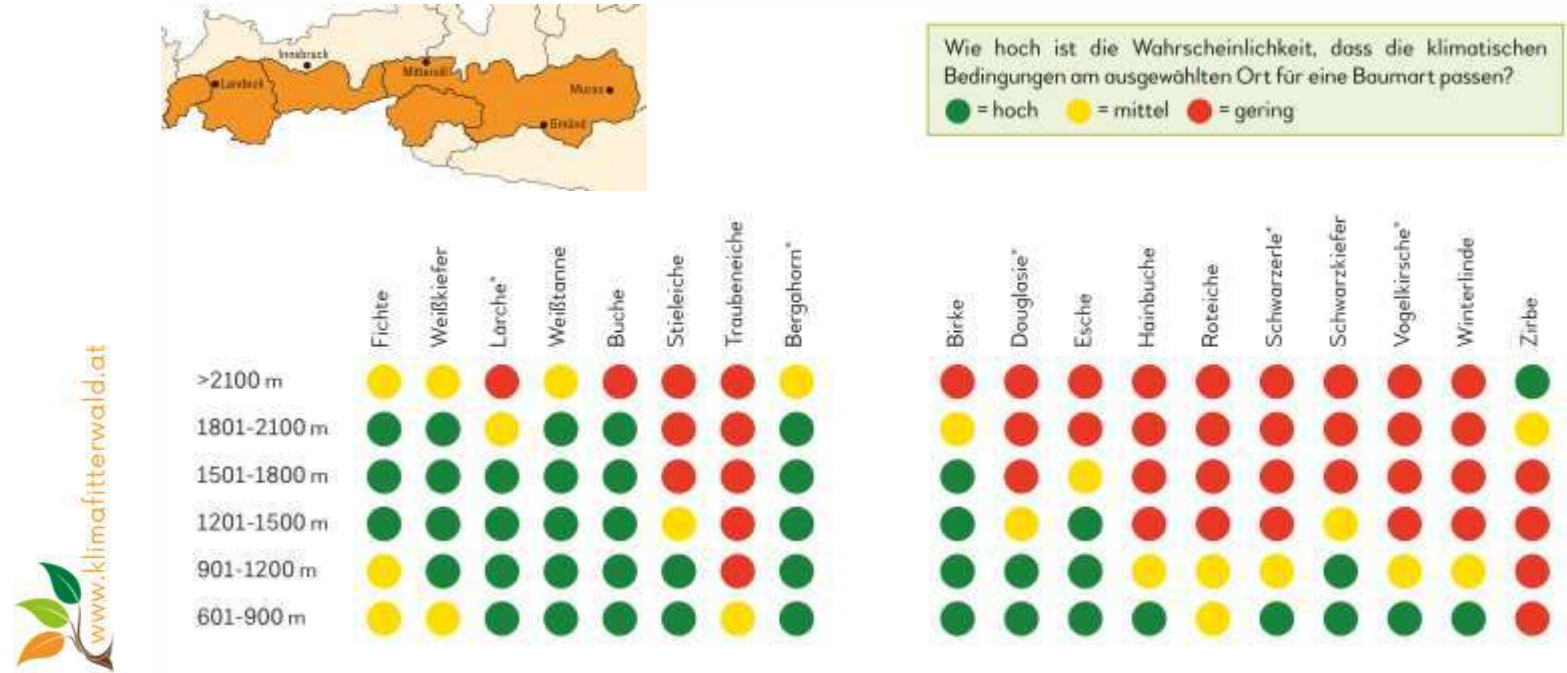 Innsbruck
Landeck
Mittersill
Murau
Gmünd
Wie hoch ist die Wahrscheinlichkeit, dass die klimatischen
Bedingungen am ausgewählten Ort für eine Baumart passen?
= hoch = mittel = gering
Fichte
Weißkiefer
Lärche*
Weißtanne
Buche
Stieleiche
Traubeneiche
Bergahorn*
Birke
Douglasie*
Esche
Hainbuche
Roteiche
Schwarzerle*
Schwarzkiefer
Vogelkirsche*
Winterlinde
Zirbe
>2100 m
1801-2100 m
1501-1800 m
1201-1500 m
901-1200 m
601-900 m
www.klimafitterwald.at